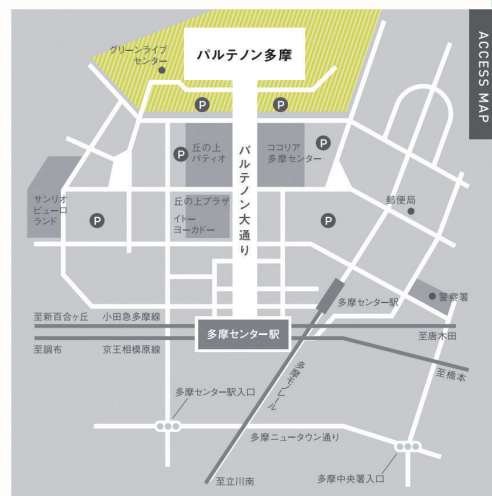 ACCESS MAP
パルテノン多摩
グリーンライブ
センター
P
P
P
P
丘の上
パティオ
ココリア
多摩センター
パルテノン大通り
サンリオ
ピューロ
ランド
P
丘の上プラザ
イトー
ヨーカドー
P
郵便局
多摩センター駅
警察署
至新百合ヶ丘
小田急多摩線
多摩センター駅
至唐木田
至調布
京王相模原線
至橋本
多摩モノレール
多摩センター駅入口
多摩ニュータウン通り
至立川南
多摩中央署入口